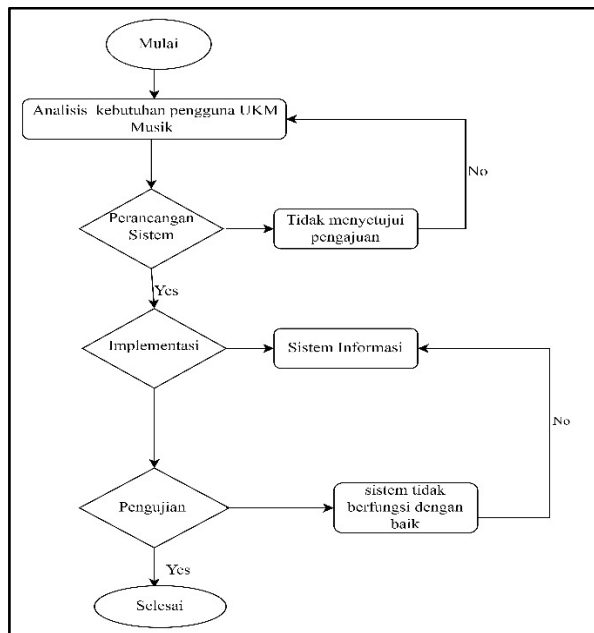 Mulai
Analisis kebutuhan pengguna UKM
Musik
No
Perancangan
Sistem
Tidak menyetujui
pengajuan
Yes
Implementasi
Sistem Informasi
No
Pengujian
sistem tidak
berfungsi dengan
baik
Yes
Selesai